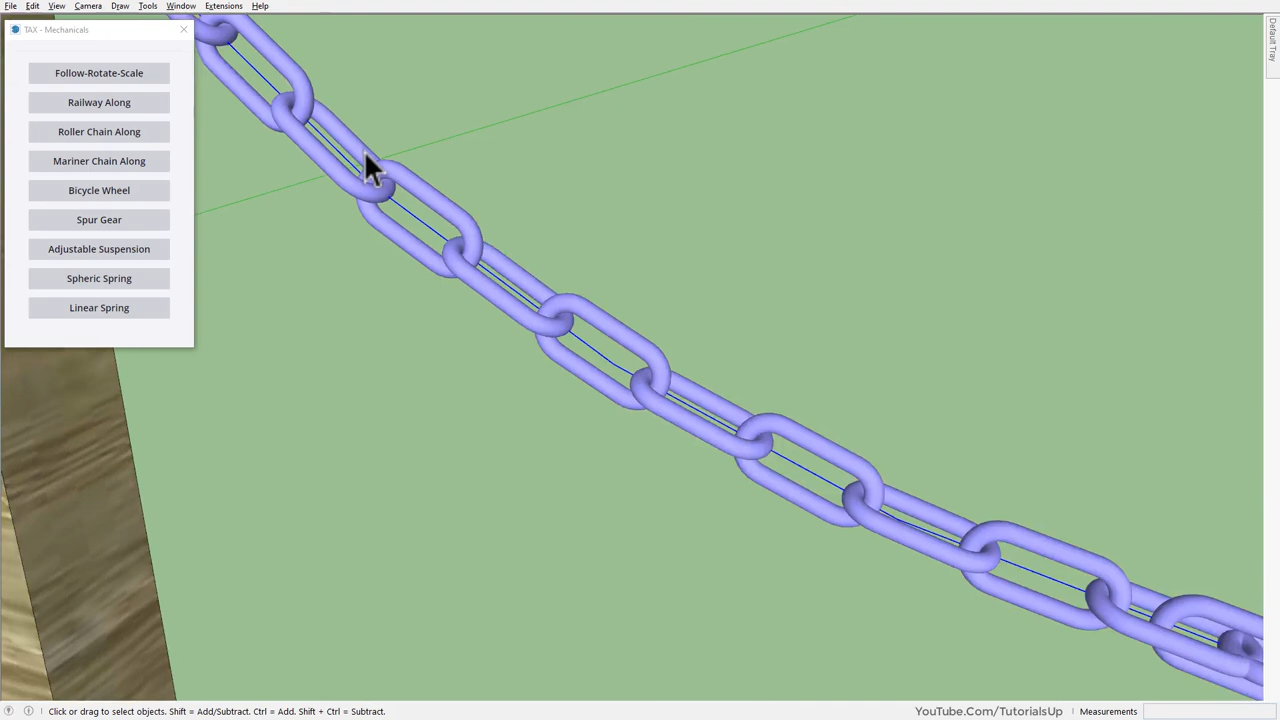 File Edit View Camera Draw Tools Window Extensions Help
TAX - Mechanicals
Default Tray
Follow-Rotate-Scale
Railway Along
Roller Chain Along
Mariner Chain Along
Bicycle Wheel
Spur Gear
Adjustable Suspension
Spheric Spring
Linear Spring
Click or drag to select objects. Shift = Add/Subtract. Ctrl = Add. Shift + Ctrl = Subtract.
YouTube.Com/TutorialsUp
Measurements